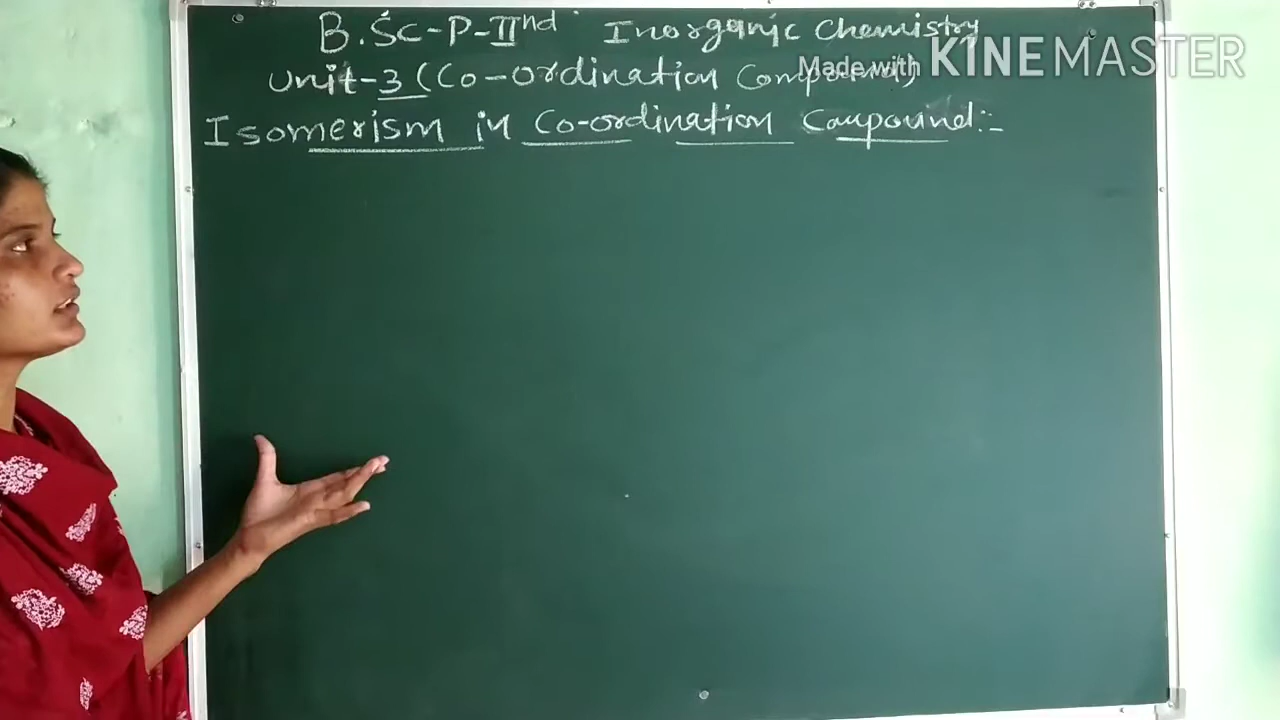 B.Sc-P-IInd Inorganic Chemistry
Unit-3 (Co-ordination Compound)
Made with KINEMASTER
Isomerism in Co-ordination Compound:-